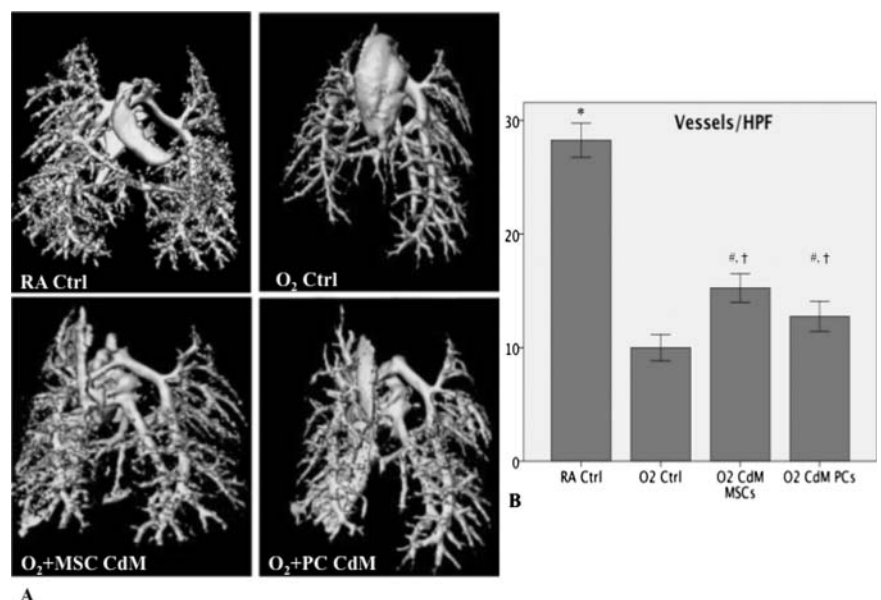 RA Ctrl
O₂ Ctrl
O₂+MSC CdM
O₂+PC CdM
A
Vessels/HPF
30
20
10
0
*
#, †
#, †
RA Ctrl
O2 Ctrl
O2 CdM
MSCs
O2 CdM PCs
B